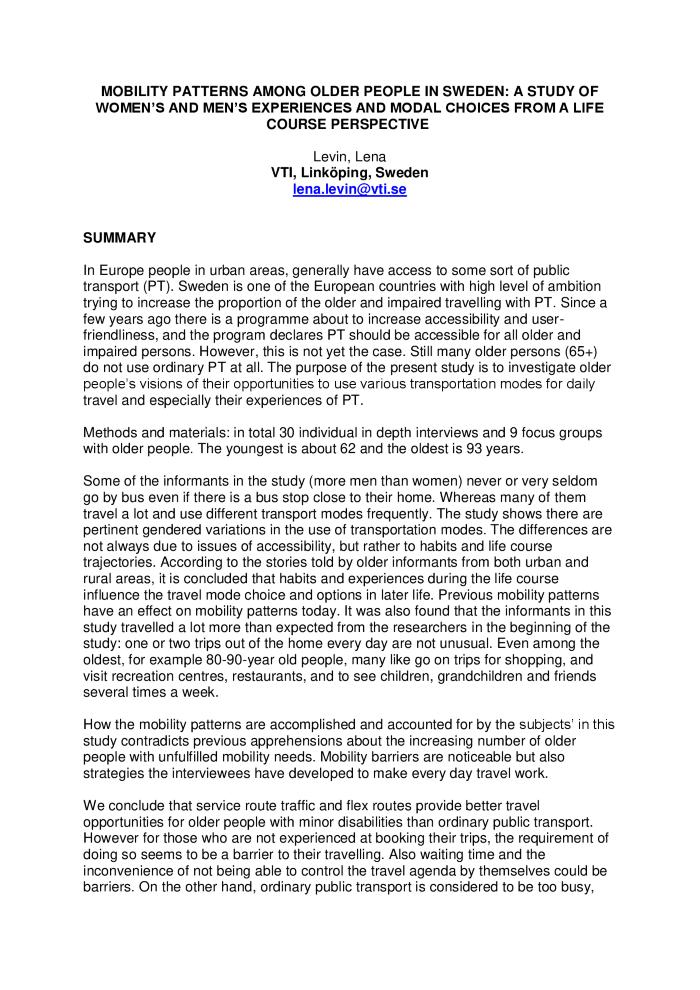 MOBILITY PATTERNS AMONG OLDER PEOPLE IN SWEDEN: A STUDY OF
WOMEN'S AND MEN'S EXPERIENCES AND MODAL CHOICES FROM A LIFE
COURSE PERSPECTIVE
Levin, Lena
VTI, Linköping, Sweden
lena.levin@vti.se
SUMMARY
In Europe people in urban areas, generally have access to some sort of public
transport (PT). Sweden is one of the European countries with high level of ambition
trying to increase the proportion of the older and impaired travelling with PT. Since a
few years ago there is a programme about to increase accessibility and user-
friendliness, and the program declares PT should be accessible for all older and
impaired persons. However, this is not yet the case. Still many older persons (65+)
do not use ordinary PT at all. The purpose of the present study is to investigate older
people's visions of their opportunities to use various transportation modes for daily
travel and especially their experiences of PT.
Methods and materials: in total 30 individual in depth interviews and 9 focus groups
with older people. The youngest is about 62 and the oldest is 93 years.
Some of the informants in the study (more men than women) never or very seldom
go by bus even if there is a bus stop close to their home. Whereas many of them
travel a lot and use different transport modes frequently. The study shows there are
pertinent gendered variations in the use of transportation modes. The differences are
not always due to issues of accessibility, but rather to habits and life course
trajectories. According to the stories told by older informants from both urban and
rural areas, it is concluded that habits and experiences during the life course
influence the travel mode choice and options in later life. Previous mobility patterns
have an effect on mobility patterns today. It was also found that the informants in this
study travelled a lot more than expected from the researchers in the beginning of the
study: one or two trips out of the home every day are not unusual. Even among the
oldest, for example 80-90-year old people, many like go on trips for shopping, and
visit recreation centres, restaurants, and to see children, grandchildren and friends
several times a week.
How the mobility patterns are accomplished and accounted for by the subjects' in this
study contradicts previous apprehensions about the increasing number of older
people with unfulfilled mobility needs. Mobility barriers are noticeable but also
strategies the interviewees have developed to make every day travel work.
We conclude that service route traffic and flex routes provide better travel
opportunities for older people with minor disabilities than ordinary public transport.
However for those who are not experienced at booking their trips, the requirement of
doing so seems to be a barrier to their travelling. Also waiting time and the
inconvenience of not being able to control the travel agenda by themselves could be
barriers. On the other hand, ordinary public transport is considered to be too busy,